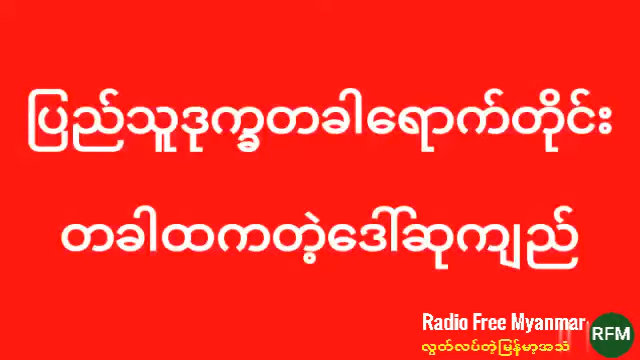 ပြည်သူဒုက္ခတခါရောက်တိုင်း
တခါထကတဲ့ဒေါ်ဆုကျည်
Radio Free Myanmar
လွတ်လပ်တဲ့မြန်မာ့အသံ
RFM